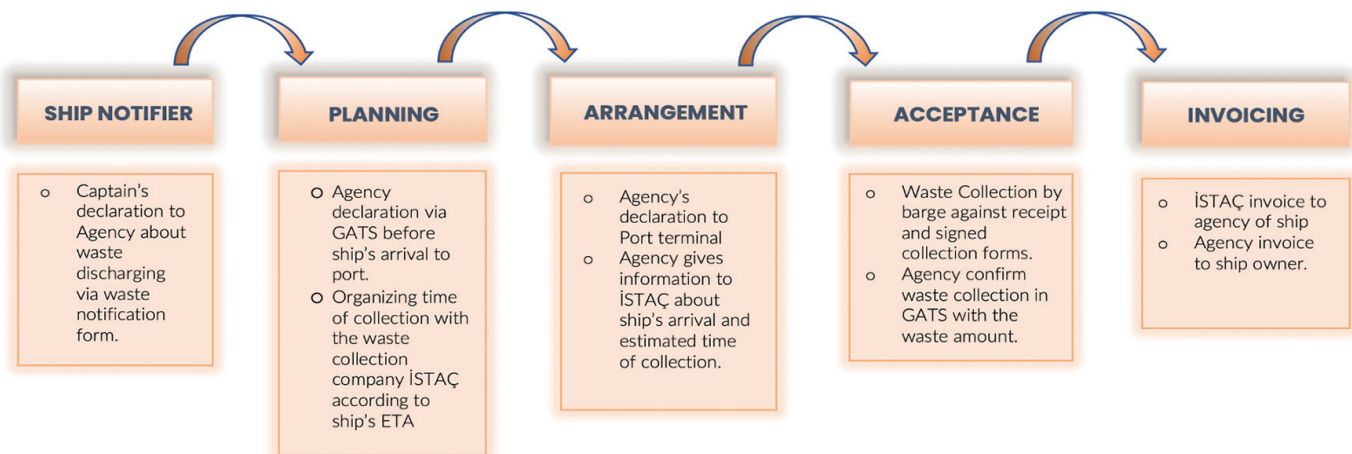 SHIP NOTIFIER
PLANNING
ARRANGEMENT
ACCEPTANCE
INVOICING
o Captain's
declaration to
Agency about
waste
discharging
via waste
notification
form.
o Agency
declaration via
GATS before
ship's arrival to
port.
o Organizing time
of collection with
the waste
collection
company İSTAÇ
according to
ship's ETA
o Agency's
declaration to
Port terminal
o Agency gives
information to
İSTAÇ about
ship's arrival and
estimated time
of collection.
o Waste Collection by
barge against receipt
and signed
collection forms.
o Agency confirm
waste collection in
GATS with the
waste amount.
o İSTAÇ invoice to
agency of ship
o Agency invoice
to ship owner.